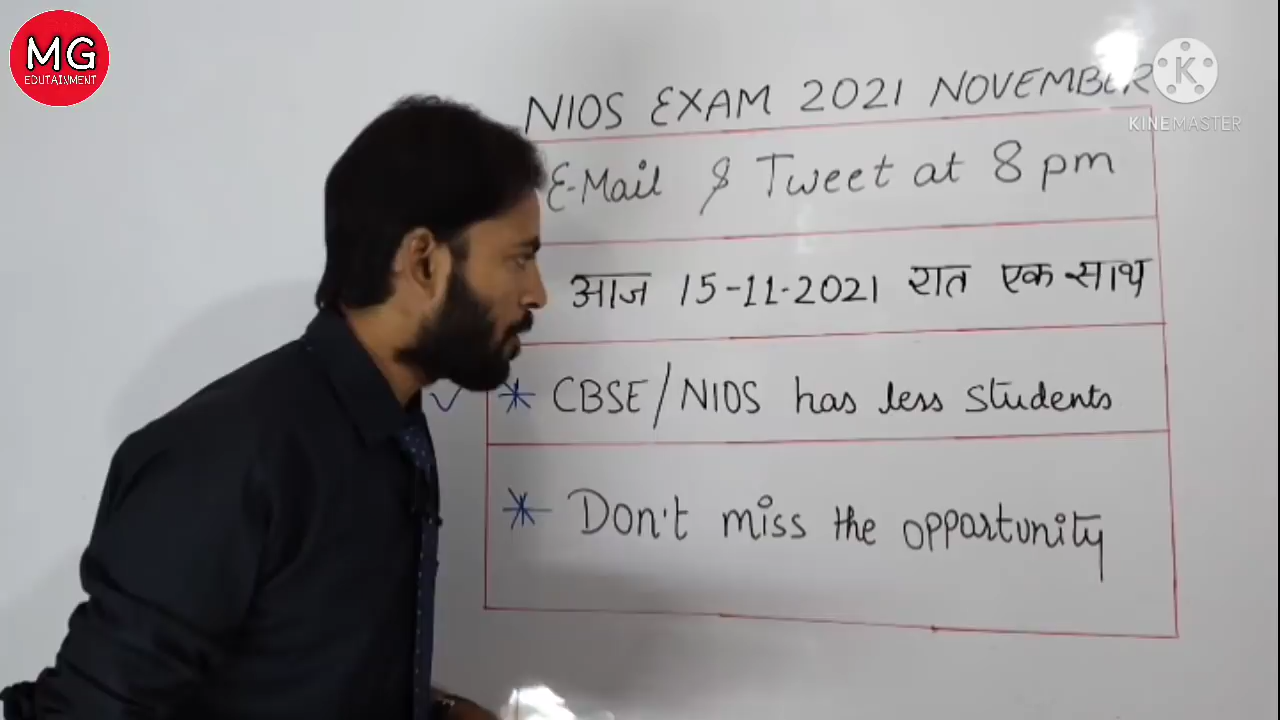 MG
EDUTAINMENT
K
KINEMASTER
NIOS EXAM 2021 NOVEMBER
E-Mail & Tweet at 8 pm
आज 15-11-2021 रात एक साथ
* CBSE/NIOS has less students
* Don't miss the opportunity